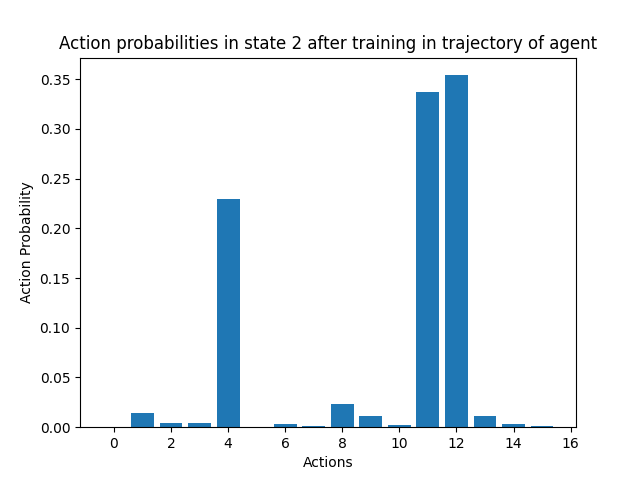 Action probabilities in state 2 after training in trajectory of agent
0.35
0.30
0.25
0.20
0.15
0.10
0.05
0.00
Action Probability
0 2 4 6 8 10 12 14 16
Actions